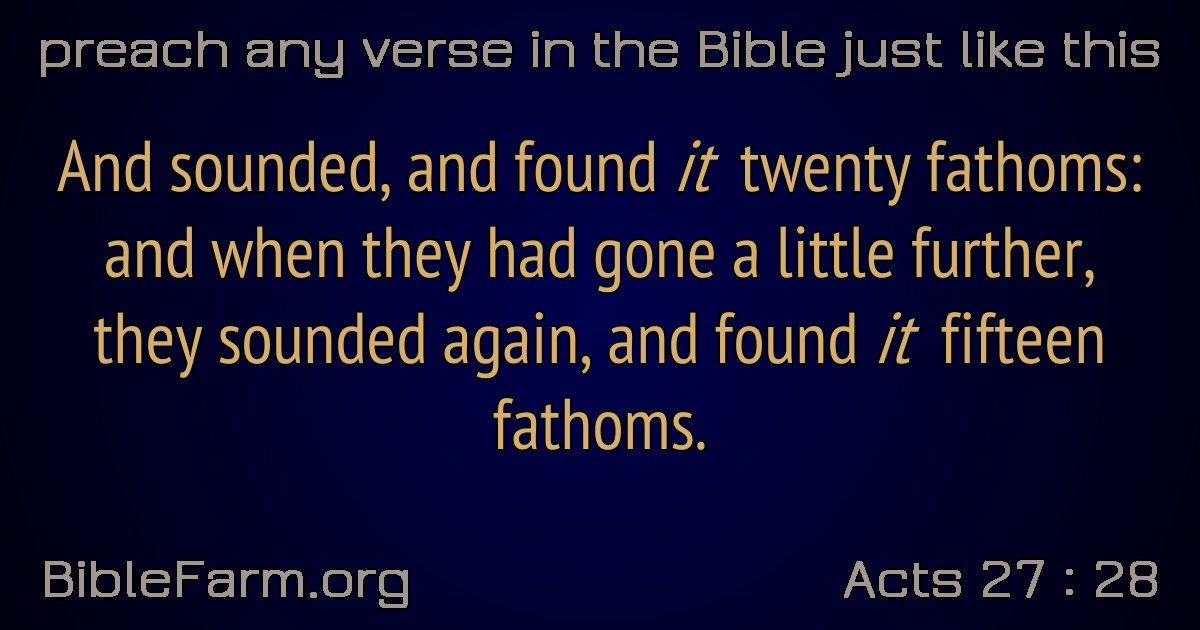 preach any verse in the Bible just like this
And sounded, and found it twenty fathoms:
and when they had gone a little further,
they sounded again, and found it fifteen
fathoms.
BibleFarm.org
Acts 27 : 28